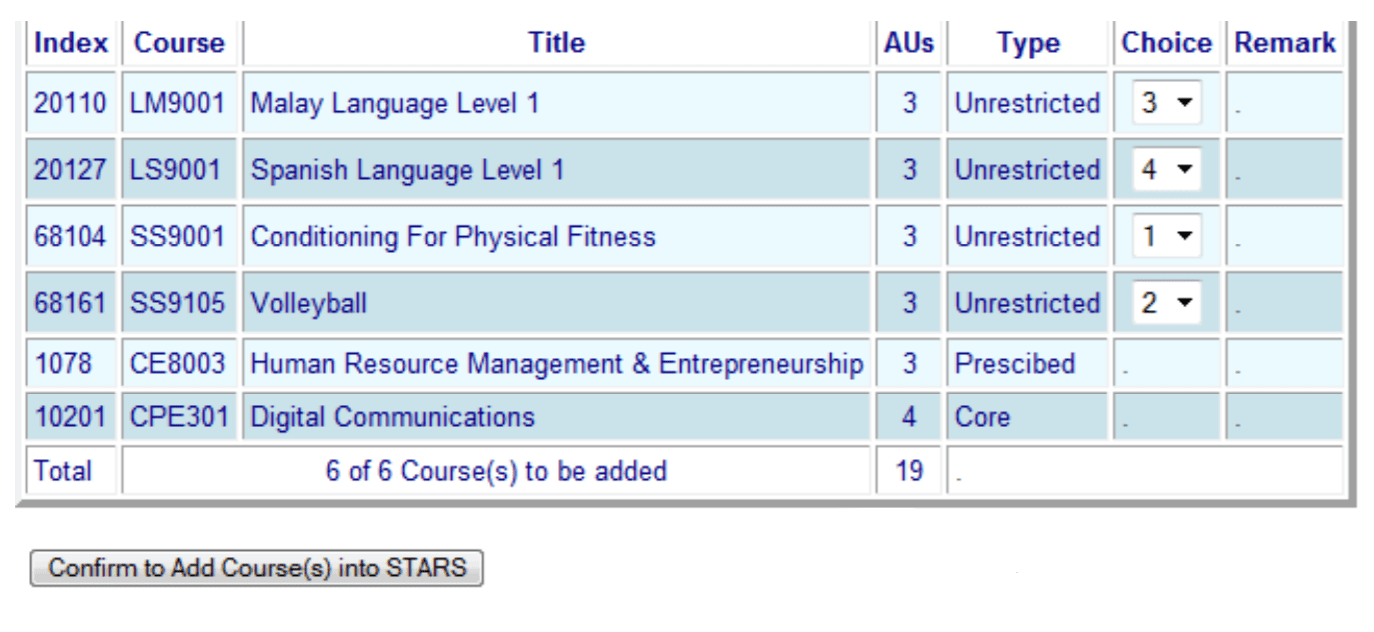 Index Course Title AUs Type Choice Remark
20110 LM9001 Malay Language Level 1 3 Unrestricted 3 .
20127 LS9001 Spanish Language Level 1 3 Unrestricted 4 .
68104 SS9001 Conditioning For Physical Fitness 3 Unrestricted 1 .
68161 SS9105 Volleyball 3 Unrestricted 2 .
1078 CE8003 Human Resource Management & Entrepreneurship 3 Prescibed . .
10201 CPE301 Digital Communications 4 Core . .
Total 6 of 6 Course(s) to be added 19 .
Confirm to Add Course(s) into STARS